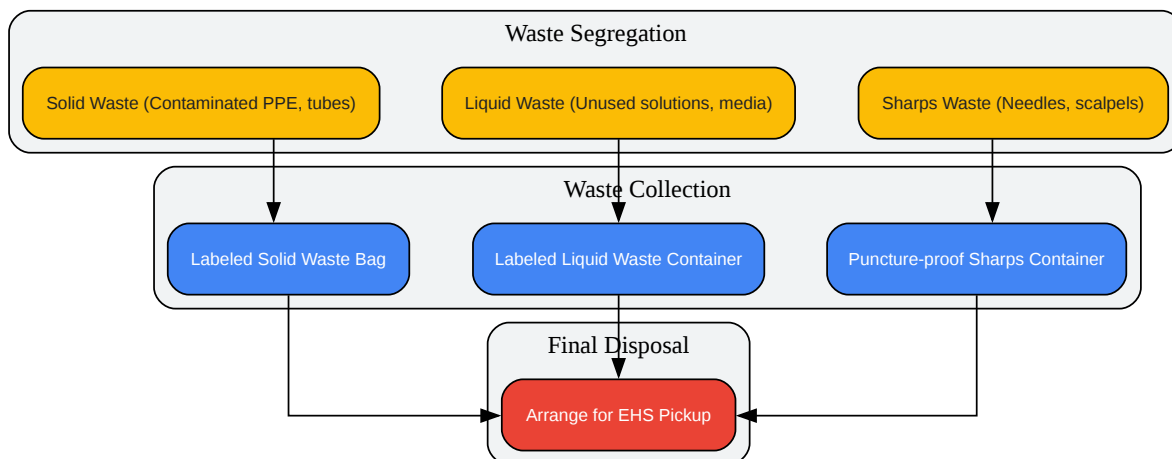 Waste Segregation
Solid Waste (Contaminated PPE, tubes)
Liquid Waste (Unused solutions, media)
Sharps Waste (Needles, scalpels)
Waste Collection
Labeled Solid Waste Bag
Labeled Liquid Waste Container
Puncture-proof Sharps Container
Final Disposal
Arrange for EHS Pickup